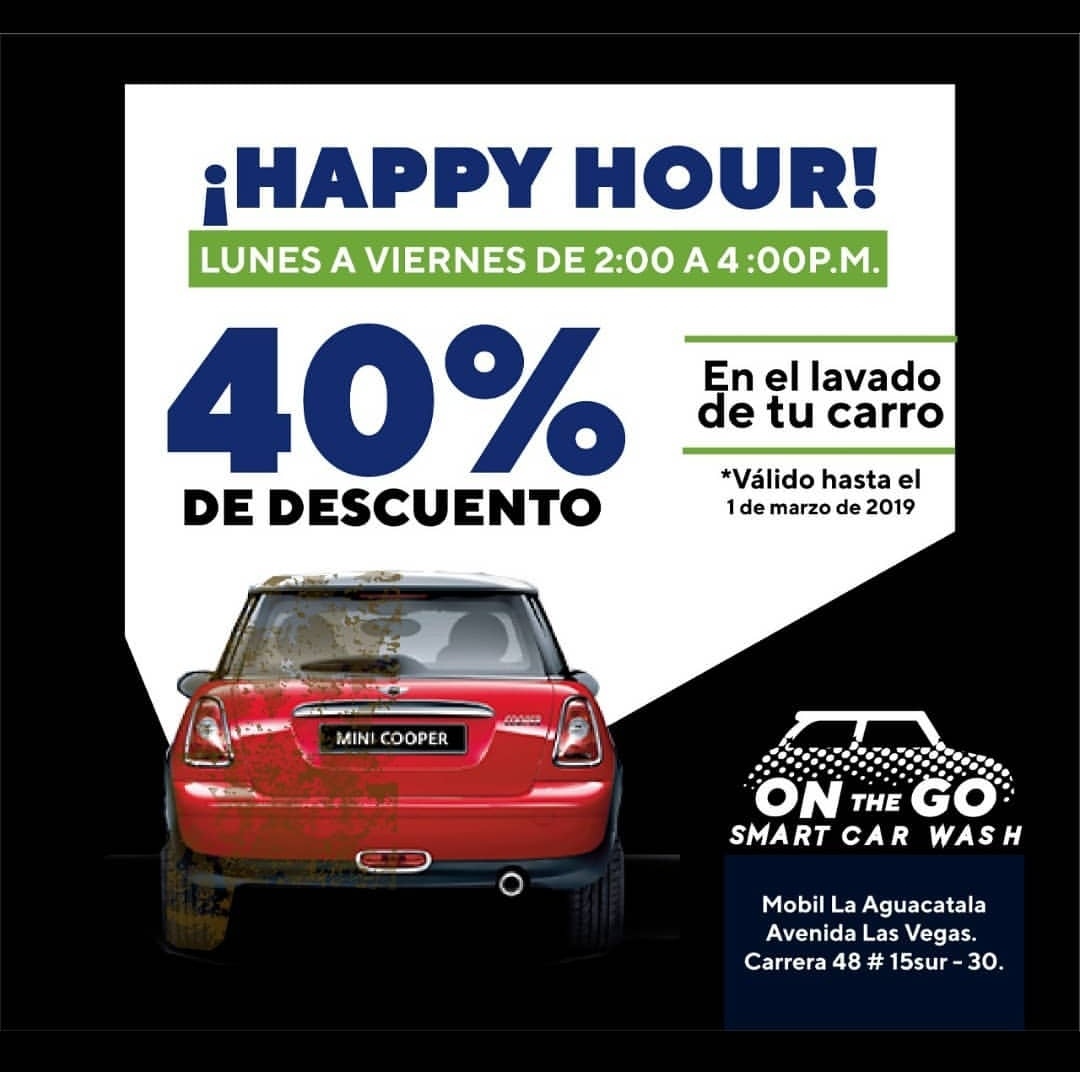 ¡HAPPY HOUR!
LUNES A VIERNES DE 2:00 A 4 :00P.M.
40%
DE DESCUENTO
En el lavado
de tu carro
*Válido hasta el
1 de marzo de 2019
COOPER
MINI COOPER
ON THE GO
SMART CAR WASH
Mobil La Aguacatala
Avenida Las Vegas.
Carrera 48 # 15sur - 30.